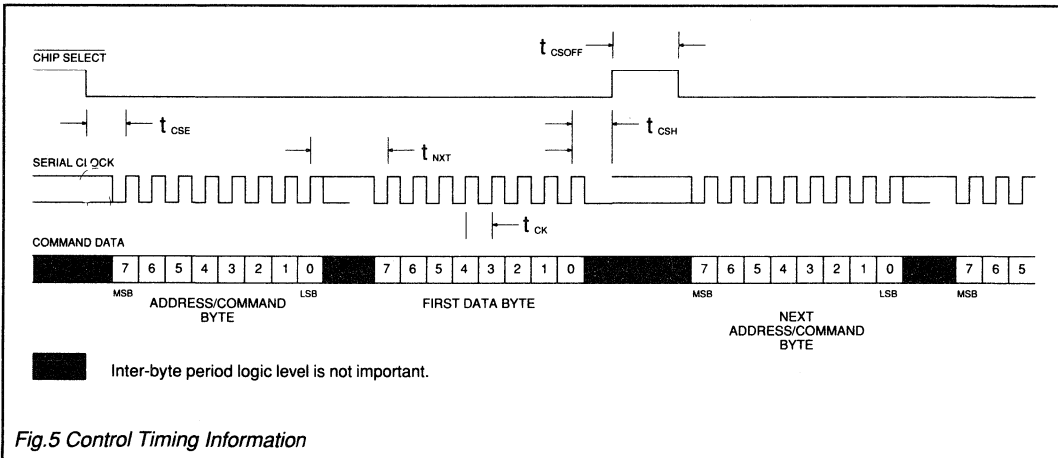 t CSOFF
CHIP SELECT
t CSE
t CSH
t NXT
SERIAL CLOCK
t CK
COMMAND DATA
7 6 5 4 3 2 1 0 7 6 5 4 3 2 1 0 7 6 5 4 3 2 1 0 7 6 5
MSB LSB MSB LSB MSB
ADDRESS/COMMAND
BYTE
FIRST DATA BYTE
NEXT
ADDRESS/COMMAND
BYTE
Inter-byte period logic level is not important.
Fig.5 Control Timing Information